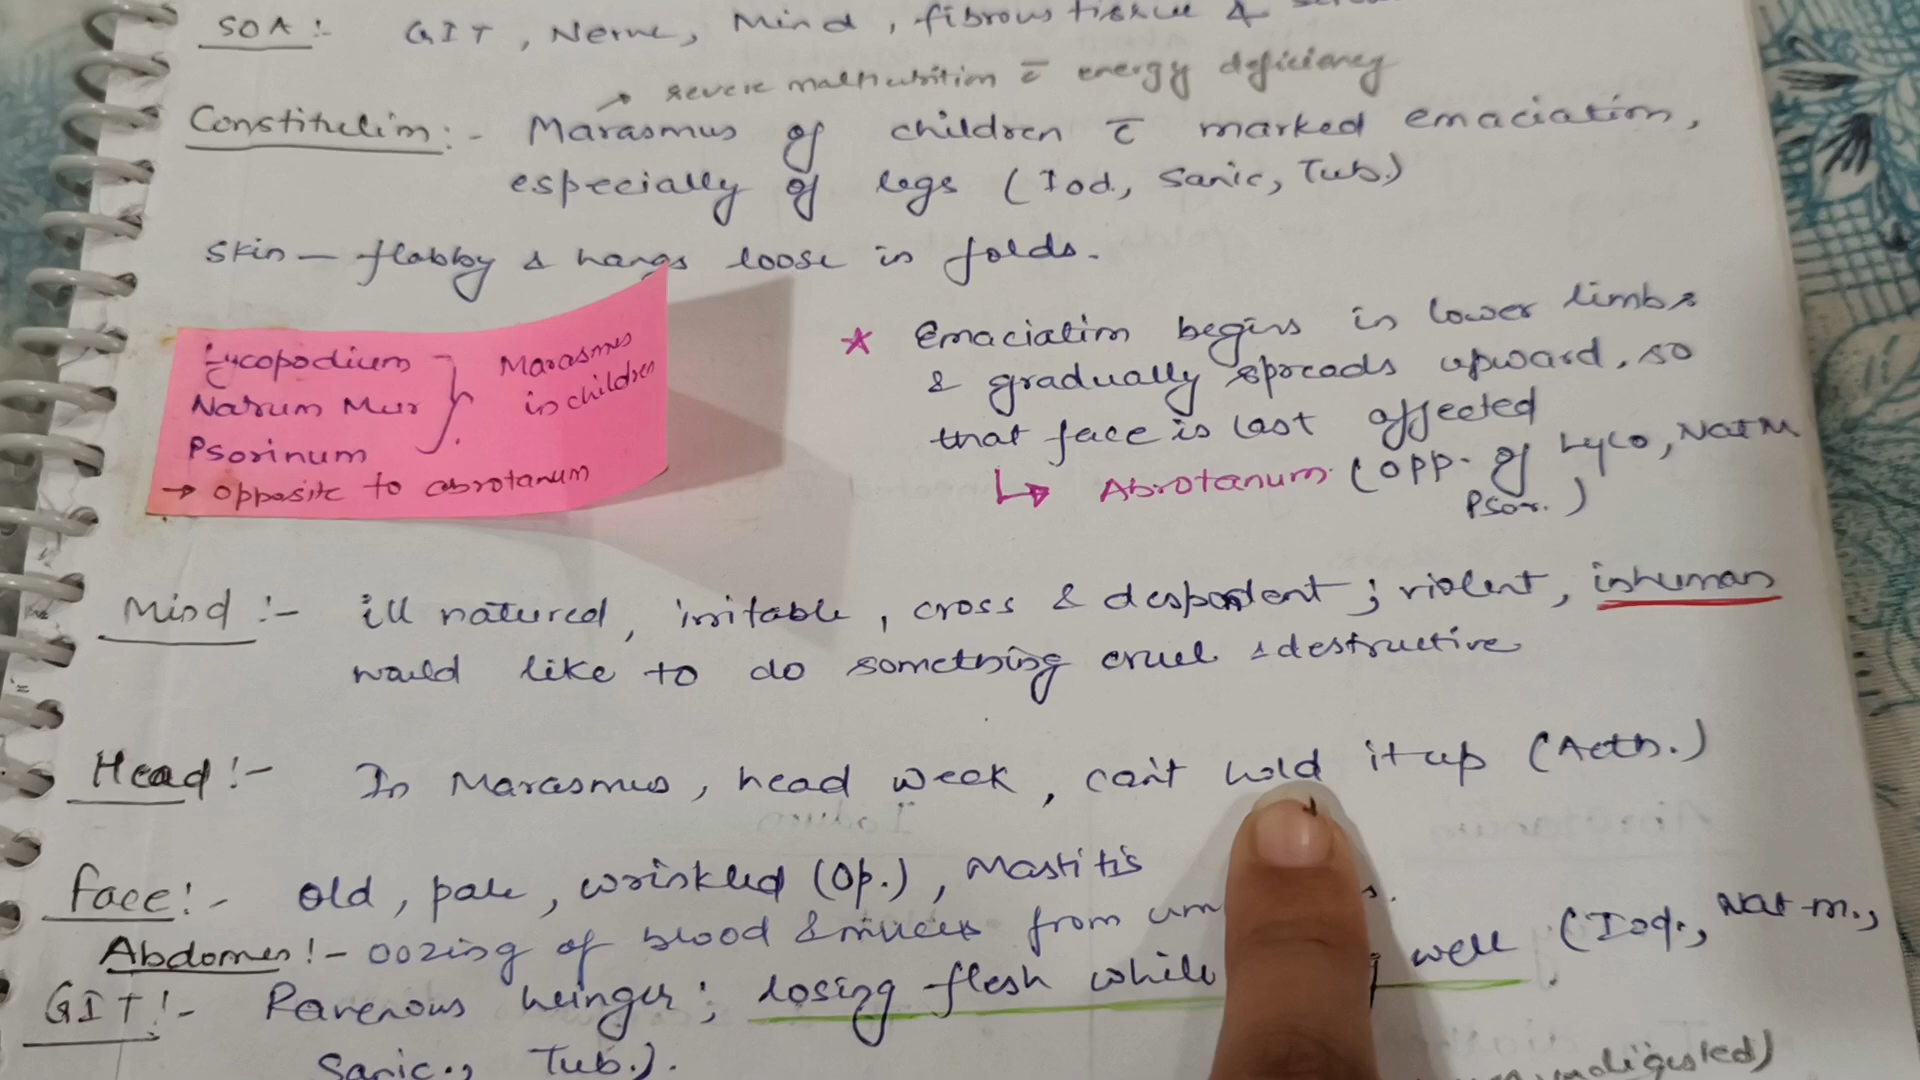 SOA :- GIT, Nerve, Mind, fibrous tissue &
→ severe malnutrition c̄ energy deficiency
Constitution :- Marasmus of children c̄ marked emaciation,
especially of legs (Iod., Sanic, Tub.)
Skin — flabby & hangs loose in folds.
Lycopodium
Natrum Mur
Psorinum
} Marasmus
in children
→ Opposite to abrotanum
* Emaciation begins in lower limbs
& gradually spreads upward, so
that face is last affected
↳ Abrotanum (opp. of Lyco, Nat M
Psor.)
Mind :- ill natured, irritable, cross & despondent ; violent, inhuman
would like to do something cruel & destructive
Head :- In Marasmus, head weak, can't hold it up (Aeth.)
Face :- Old, pale, wrinkled (Op.), Mastitis
Abdomen :- Oozing of blood & mucus from
GIT :- Ravenous hunger ; losing flesh while well (Iod., Nat-m.,
Sanic., Tub.).